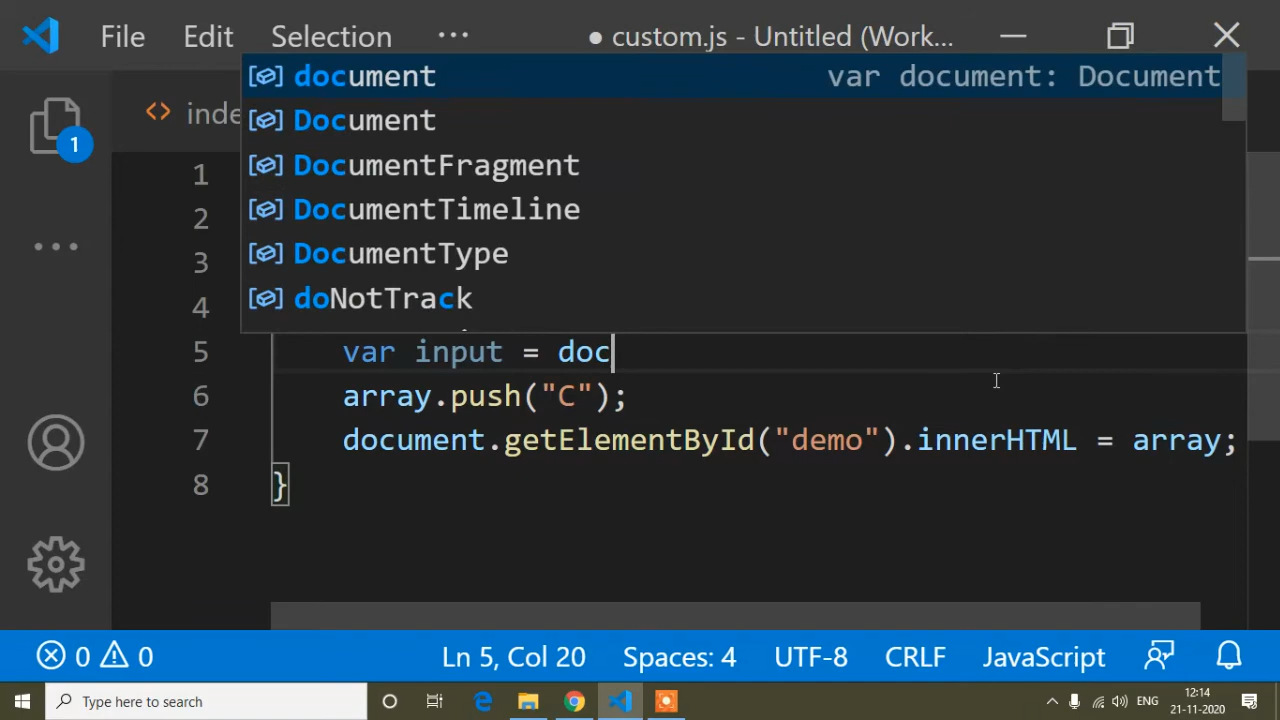 File Edit Selection ··· ● custom.js - Untitled (Work...
document var document: Document
Document
DocumentFragment
DocumentTimeline
DocumentType
doNotTrack
inde
1
2
3
4
5 var input = doc
6 array.push("C");
7 document.getElementById("demo").innerHTML = array;
8 }
1
0 0 Ln 5, Col 20 Spaces: 4 UTF-8 CRLF JavaScript
Type here to search ENG 12:14
21-11-2020